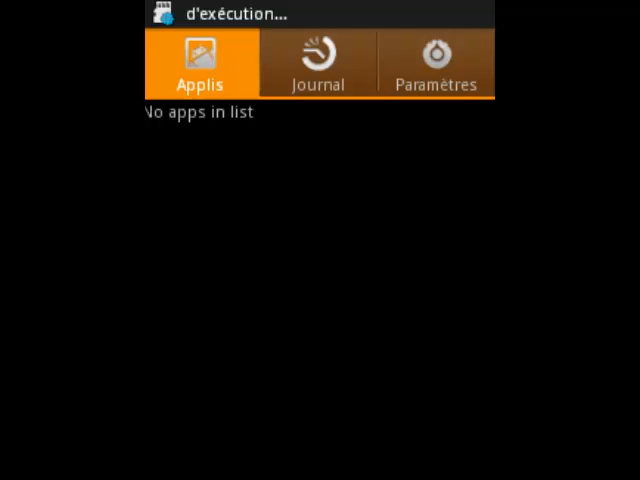 d'exécution...
Applis
Journal
Paramètres
No apps in list